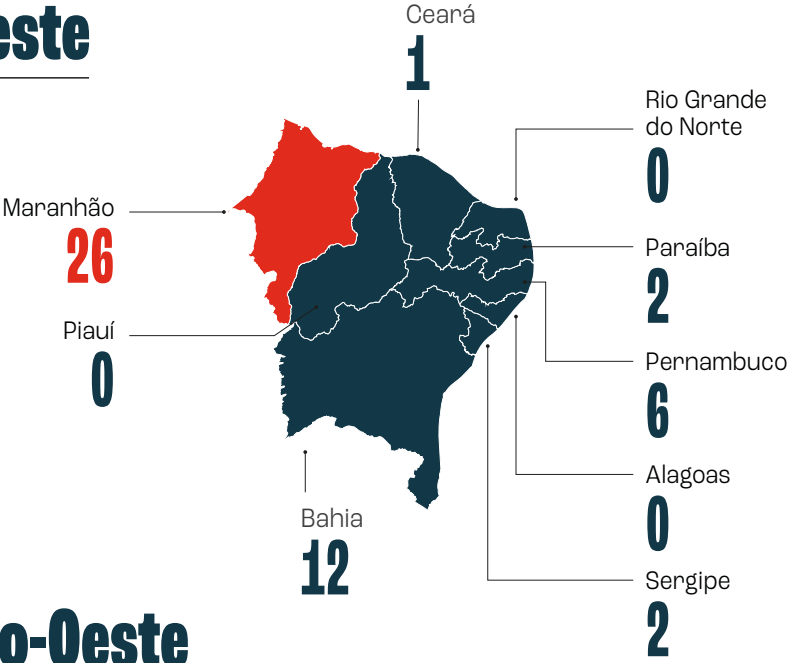 este
Ceará
1
Rio Grande
do Norte
0
Maranhão
26
Paraíba
2
Piauí
0
Pernambuco
6
Alagoas
0
Bahia
12
Sergipe
2
o-Oeste